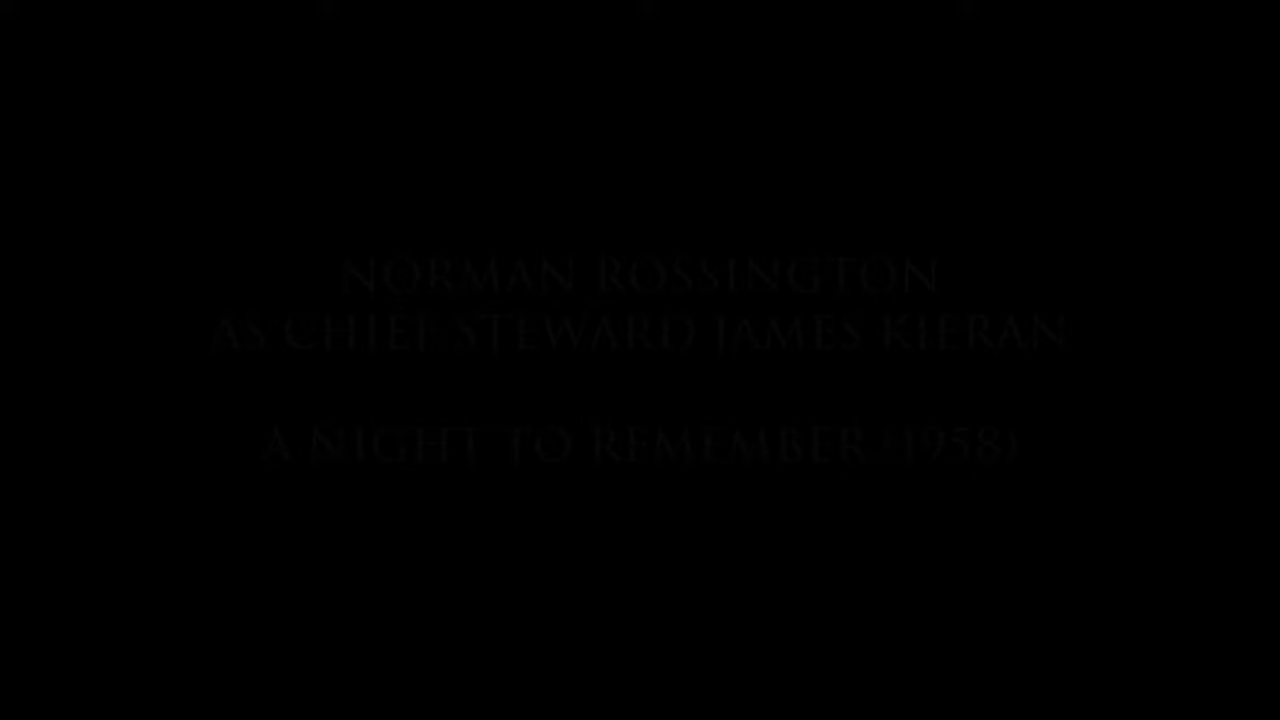 NORMAN ROSSINGTON
AS CHIEF STEWARD JAMES KIERAN
A NIGHT TO REMEMBER (1958)